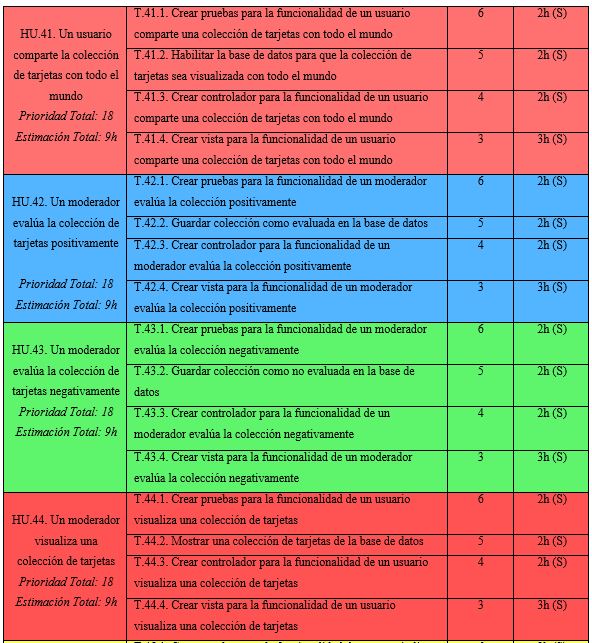 HU.41. Un usuario
comparte la colección
de tarjetas con todo el
mundo
Prioridad Total: 18
Estimación Total: 9h
T.41.1. Crear pruebas para la funcionalidad de un usuario
comparte una colección de tarjetas con todo el mundo
6
2h (S)
T.41.2. Habilitar la base de datos para que la colección de
tarjetas sea visualizada con todo el mundo
5
2h (S)
T.41.3. Crear controlador para la funcionalidad de un usuario
comparte una colección de tarjetas con todo el mundo
4
2h (S)
T.41.4. Crear vista para la funcionalidad de un usuario
comparte una colección de tarjetas con todo el mundo
3
3h (S)
HU.42. Un moderador
evalúa la colección de
tarjetas positivamente
Prioridad Total: 18
Estimación Total: 9h
T.42.1. Crear pruebas para la funcionalidad de un moderador
evalúa la colección positivamente
6
2h (S)
T.42.2. Guardar colección como evaluada en la base de datos
5
2h (S)
T.42.3. Crear controlador para la funcionalidad de un
moderador evalúa la colección positivamente
4
2h (S)
T.42.4. Crear vista para la funcionalidad de un moderador
evalúa la colección positivamente
3
3h (S)
HU.43. Un moderador
evalúa la colección de
tarjetas negativamente
Prioridad Total: 18
Estimación Total: 9h
T.43.1. Crear pruebas para la funcionalidad de un moderador
evalúa la colección negativamente
6
2h (S)
T.43.2. Guardar colección como no evaluada en la base de
datos
5
2h (S)
T.43.3. Crear controlador para la funcionalidad de un
moderador evalúa la colección negativamente
4
2h (S)
T.43.4. Crear vista para la funcionalidad de un moderador
evalúa la colección negativamente
3
3h (S)
HU.44. Un moderador
visualiza una
colección de tarjetas
Prioridad Total: 18
Estimación Total: 9h
T.44.1. Crear pruebas para la funcionalidad de un usuario
visualiza una colección de tarjetas
6
2h (S)
T.44.2. Mostrar una colección de tarjetas de la base de datos
5
2h (S)
T.44.3. Crear controlador para la funcionalidad de un usuario
visualiza una colección de tarjetas
4
2h (S)
T.44.4. Crear vista para la funcionalidad de un usuario
visualiza una colección de tarjetas
3
3h (S)